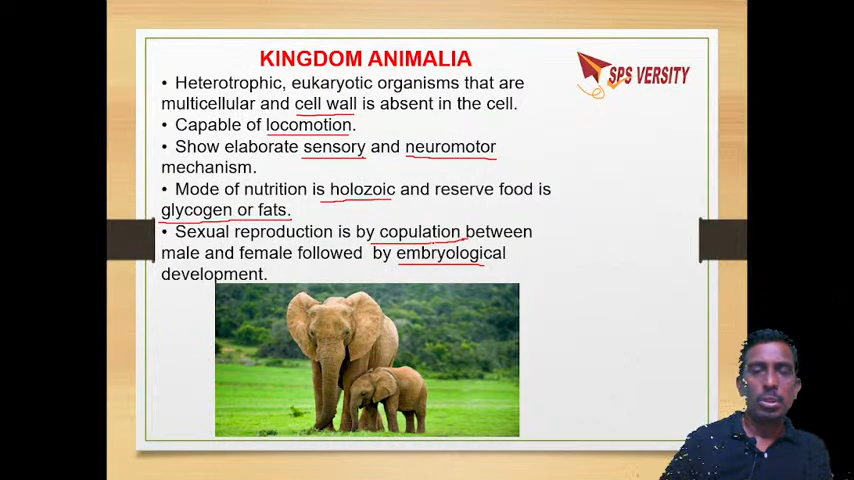 KINGDOM ANIMALIA
SPS VERSITY
• Heterotrophic, eukaryotic organisms that are
multicellular and cell wall is absent in the cell.
• Capable of locomotion.
• Show elaborate sensory and neuromotor
mechanism.
• Mode of nutrition is holozoic and reserve food is
glycogen or fats.
• Sexual reproduction is by copulation between
male and female followed by embryological
development.